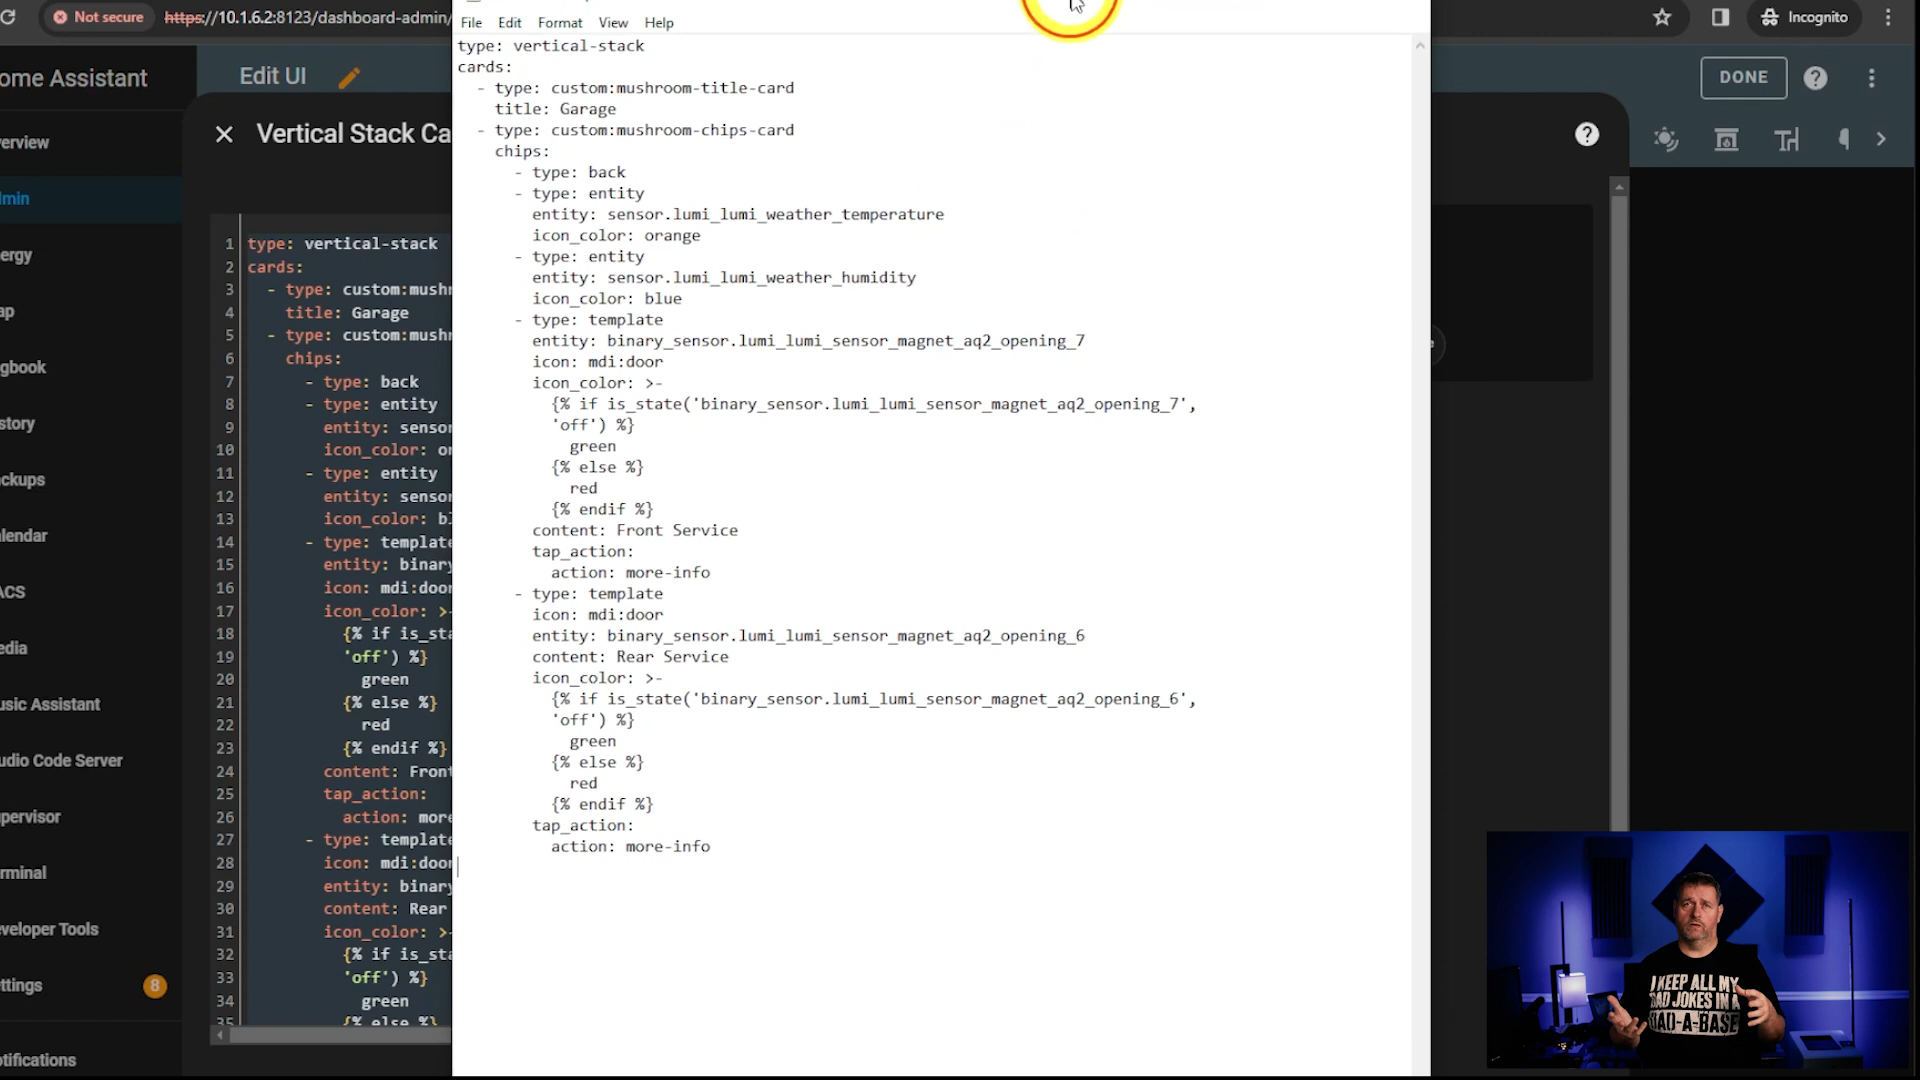 Not secure
https://10.1.6.2:8123/dashboard-admin/
Incognito
ome Assistant
Edit UI
DONE
Vertical Stack Ca
erview
dmin
ergy
ap
ogbook
istory
ackups
alendar
ACS
edia
usic Assistant
udio Code Server
upervisor
erminal
eveloper Tools
ettings
8
otifications
1 type: vertical-stack
2 cards:
3 - type: custom:mushr
4 title: Garage
5 - type: custom:mushr
6 chips:
7 - type: back
8 - type: entity
9 entity: sensor
10 icon_color: or
11 - type: entity
12 entity: sensor
13 icon_color: bl
14 - type: template
15 entity: binary
16 icon: mdi:door
17 icon_color: >-
18 {% if is_sta
19 'off') %}
20 green
21 {% else %}
22 red
23 {% endif %}
24 content: Front
25 tap_action:
26 action: more
27 - type: template
28 icon: mdi:door
29 entity: binary
30 content: Rear
31 icon_color: >-
32 {% if is_sta
33 'off') %}
34 green
35 {% else %}
File Edit Format View Help
type: vertical-stack
cards:
- type: custom:mushroom-title-card
title: Garage
- type: custom:mushroom-chips-card
chips:
- type: back
- type: entity
entity: sensor.lumi_lumi_weather_temperature
icon_color: orange
- type: entity
entity: sensor.lumi_lumi_weather_humidity
icon_color: blue
- type: template
entity: binary_sensor.lumi_lumi_sensor_magnet_aq2_opening_7
icon: mdi:door
icon_color: >-
{% if is_state('binary_sensor.lumi_lumi_sensor_magnet_aq2_opening_7',
'off') %}
green
{% else %}
red
{% endif %}
content: Front Service
tap_action:
action: more-info
- type: template
icon: mdi:door
entity: binary_sensor.lumi_lumi_sensor_magnet_aq2_opening_6
content: Rear Service
icon_color: >-
{% if is_state('binary_sensor.lumi_lumi_sensor_magnet_aq2_opening_6',
'off') %}
green
{% else %}
red
{% endif %}
tap_action:
action: more-info
I KEEP ALL MY
DAD JOKES IN A
DAD-A-BASE